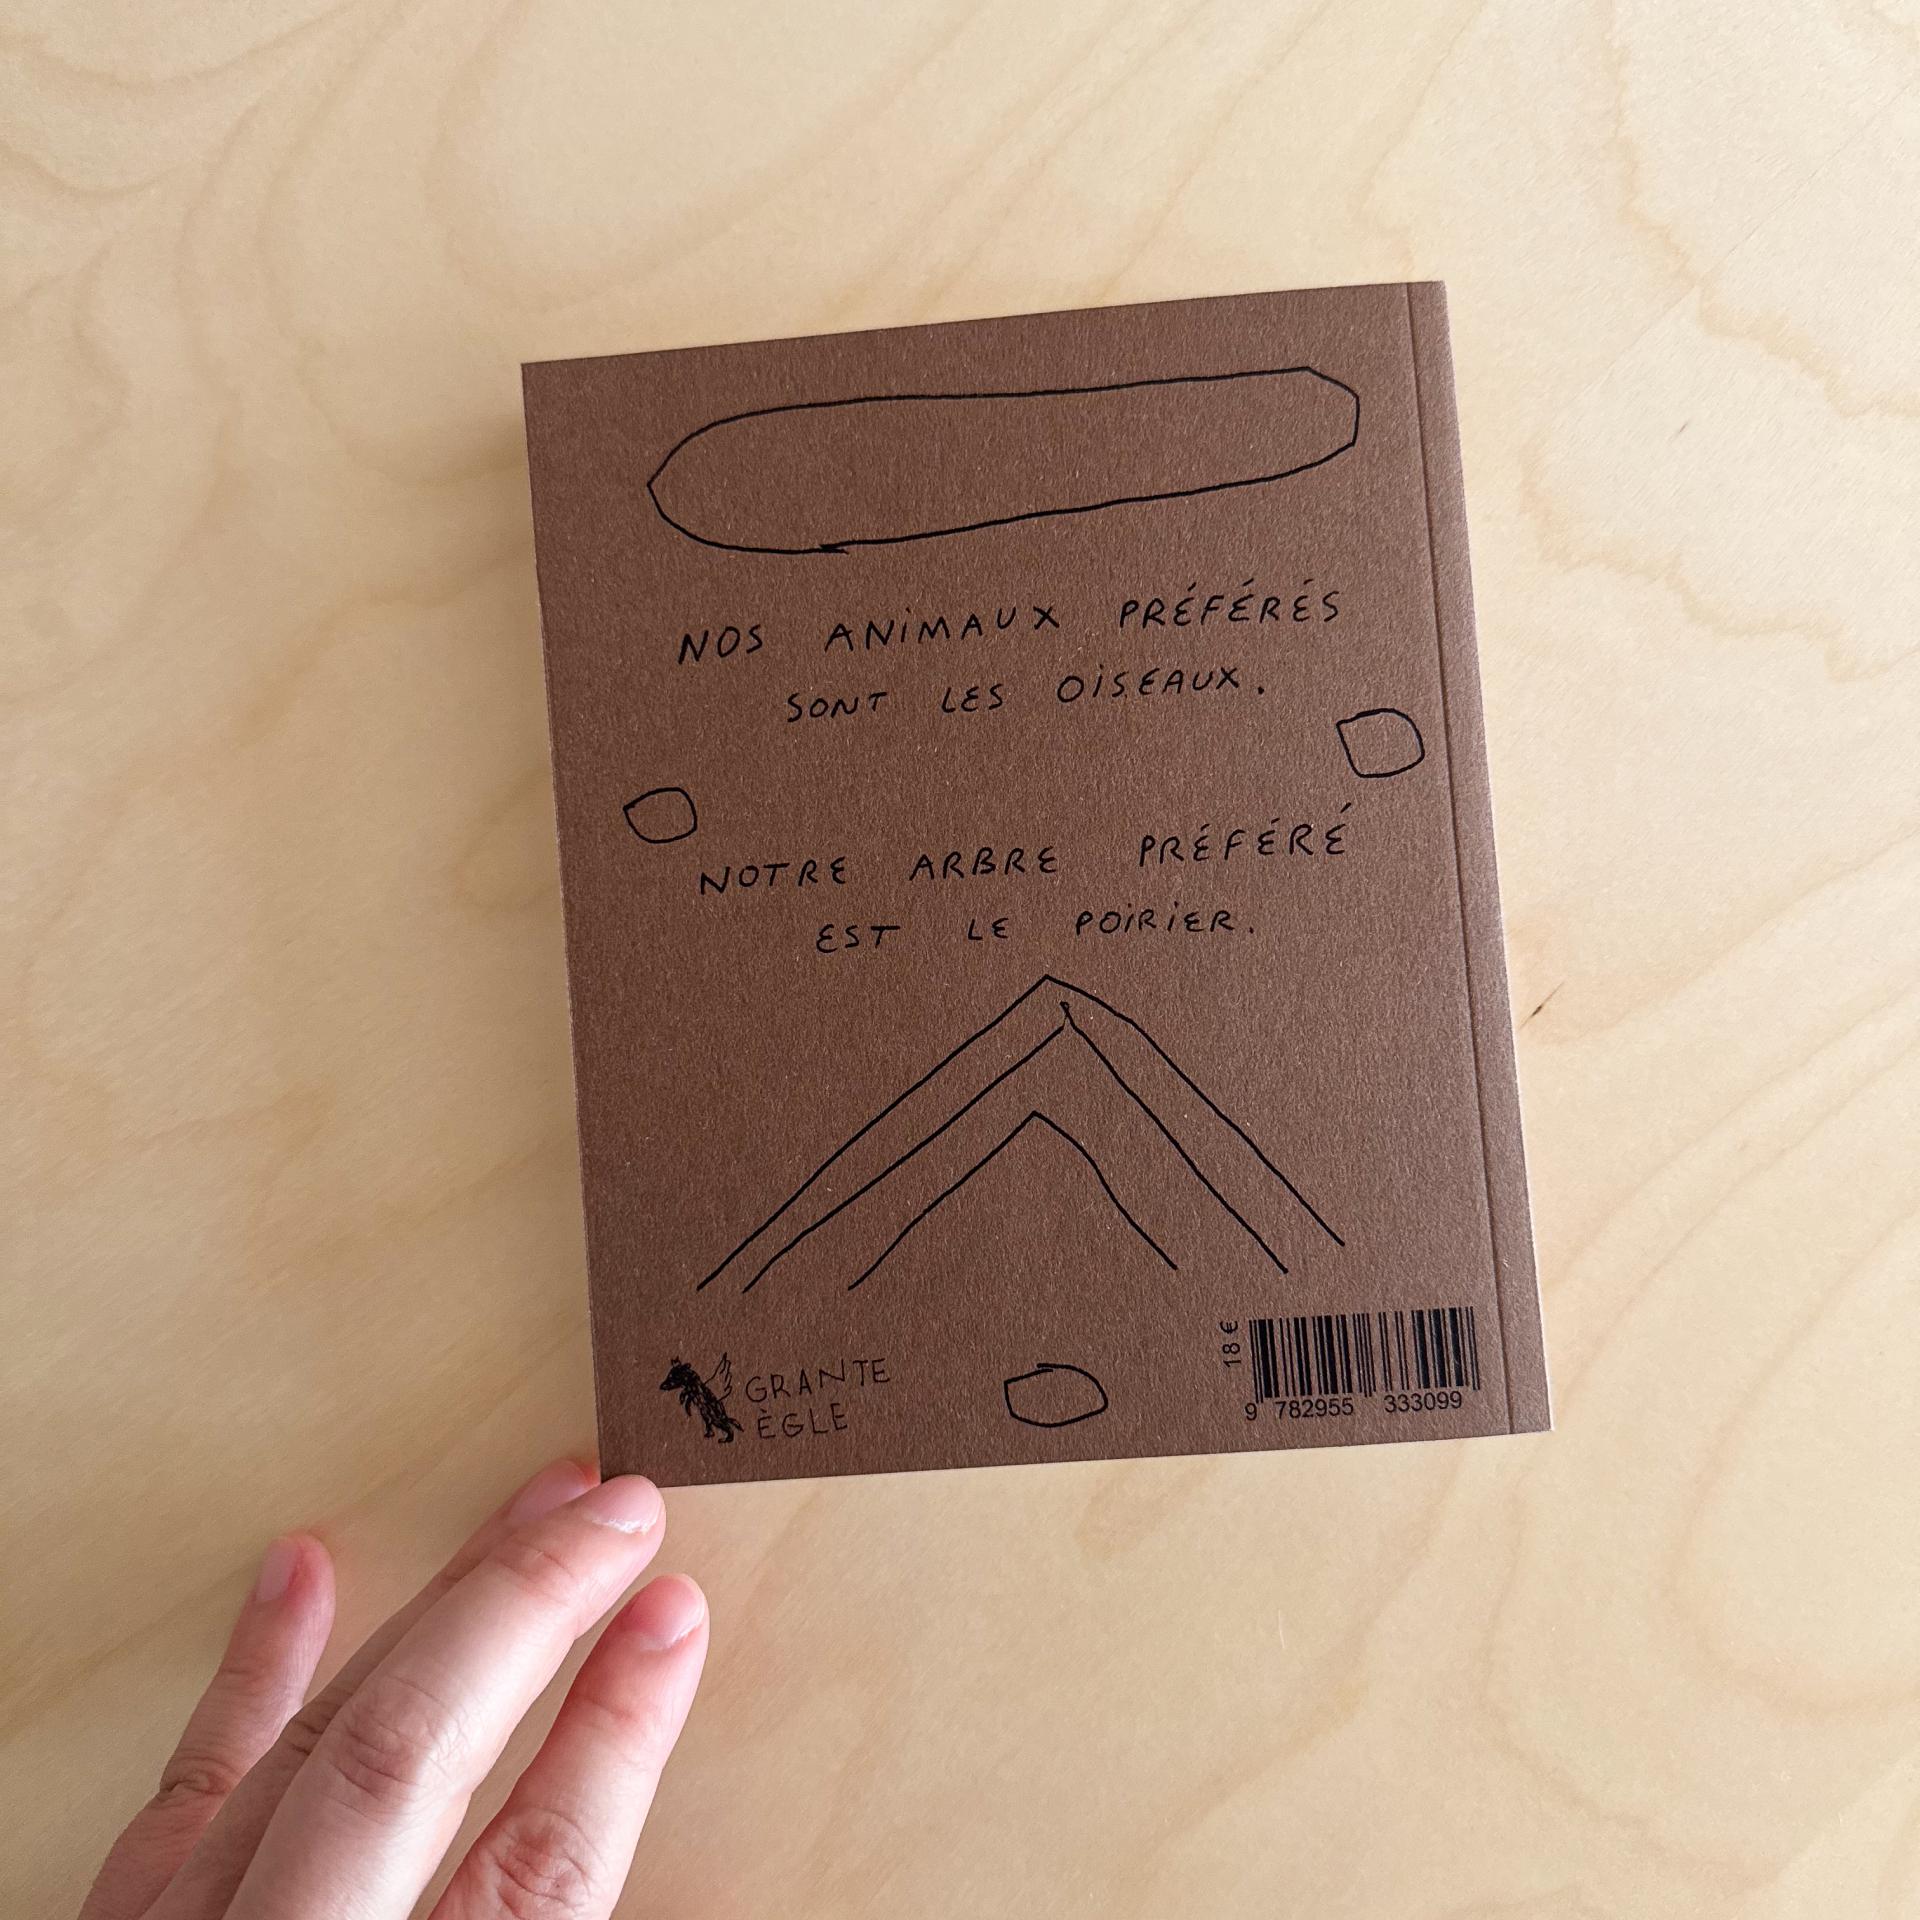 NOS ANIMAUX PRÉFÉRÉS
SONT LES OISEAUX.
NOTRE ARBRE PRÉFÉRÉ
EST LE POIRIER.
GRANTE
ÈGLE
18 €
9 782955 333099